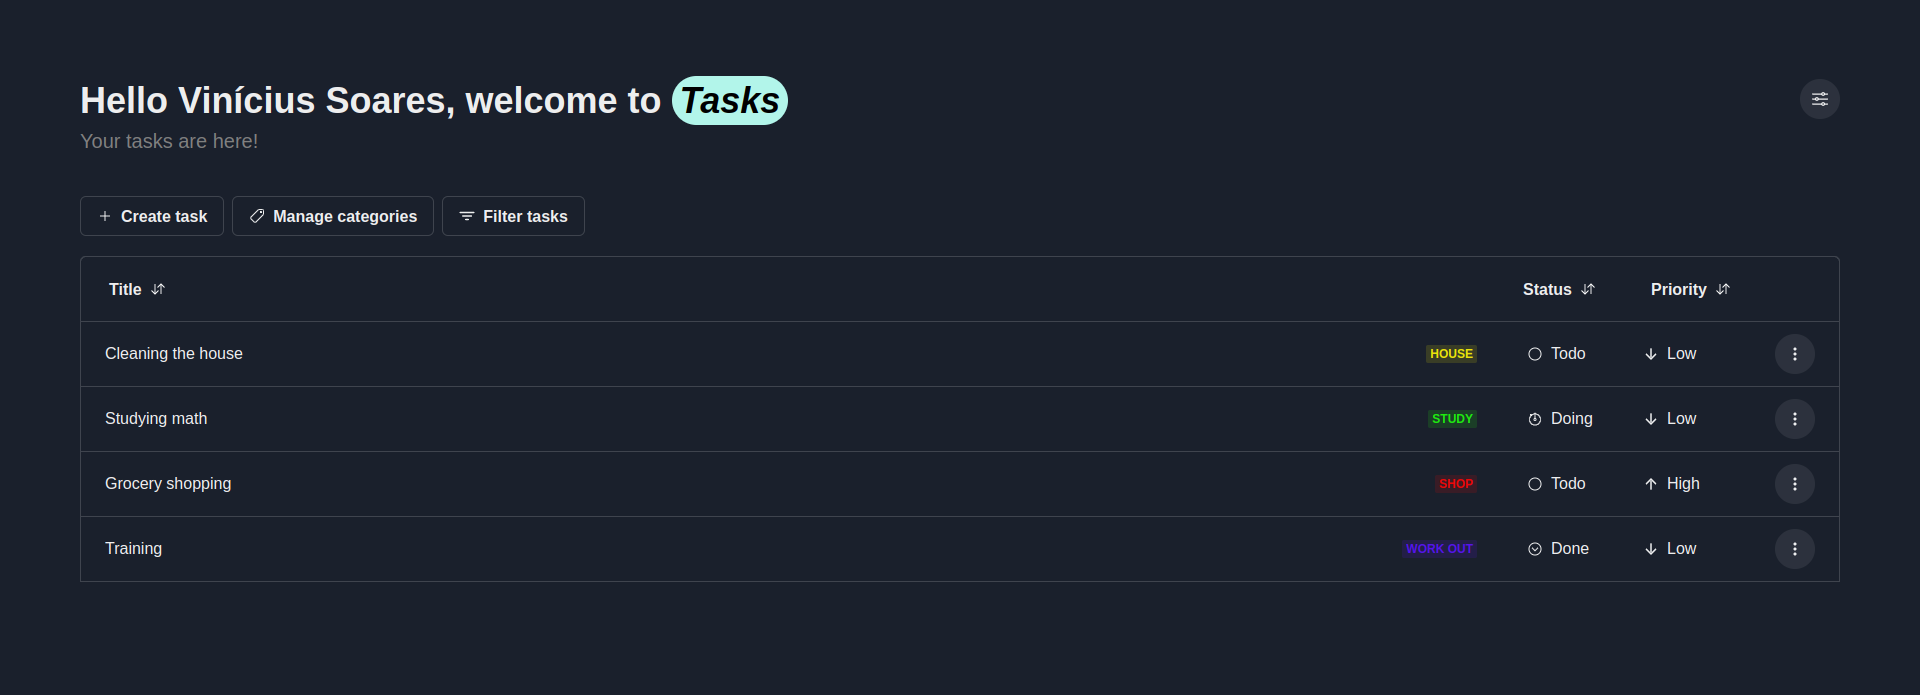 Hello Vinícius Soares, welcome to Tasks
Your tasks are here!
Create task Manage categories Filter tasks
Title Status Priority
Cleaning the house HOUSE Todo Low
Studying math STUDY Doing Low
Grocery shopping SHOP Todo High
Training WORK OUT Done Low